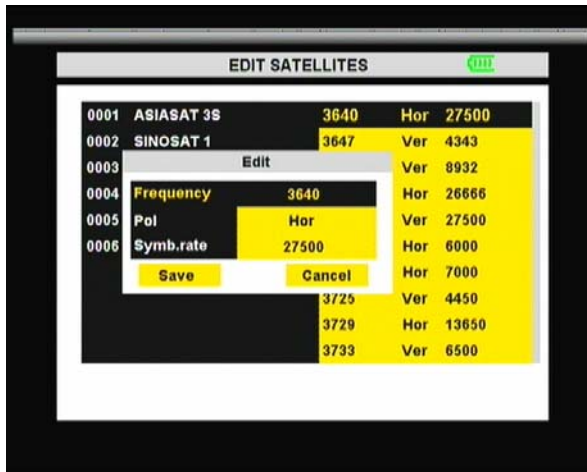 EDIT SATELLITES
0001 ASIASAT 3S 3640 Hor 27500
0002 SINOSAT 1 3647 Ver 4343
Edit
0003 Ver 8932
0004 Frequency 3640 Hor 26666
0005 Pol Hor Ver 27500
0006 Symb.rate 27500 Hor 6000
Save Cancel Hor 7000
3725 Ver 4450
3729 Hor 13650
3733 Ver 6500